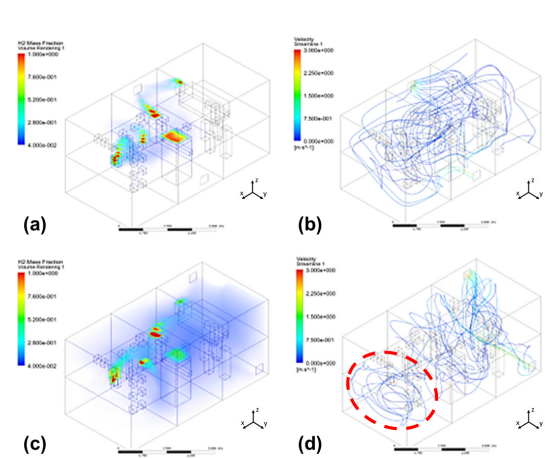 H2 Mass Fraction
Volume Rendering 1
1.000e+000
7.600e-001
5.200e-001
2.800e-001
4.000e-002
(a)
x
y
z
Velocity
Streamline 1
3.000e+000
2.250e+000
1.500e+000
7.500e-001
0.000e+000
[m s^-1]
(b)
x
y
z
H2 Mass Fraction
Volume Rendering 1
1.000e+000
7.600e-001
5.200e-001
2.800e-001
4.000e-002
(c)
x
y
z
Velocity
Streamline 1
3.000e+000
2.250e+000
1.500e+000
7.500e-001
0.000e+000
[m s^-1]
(d)
x
y
z